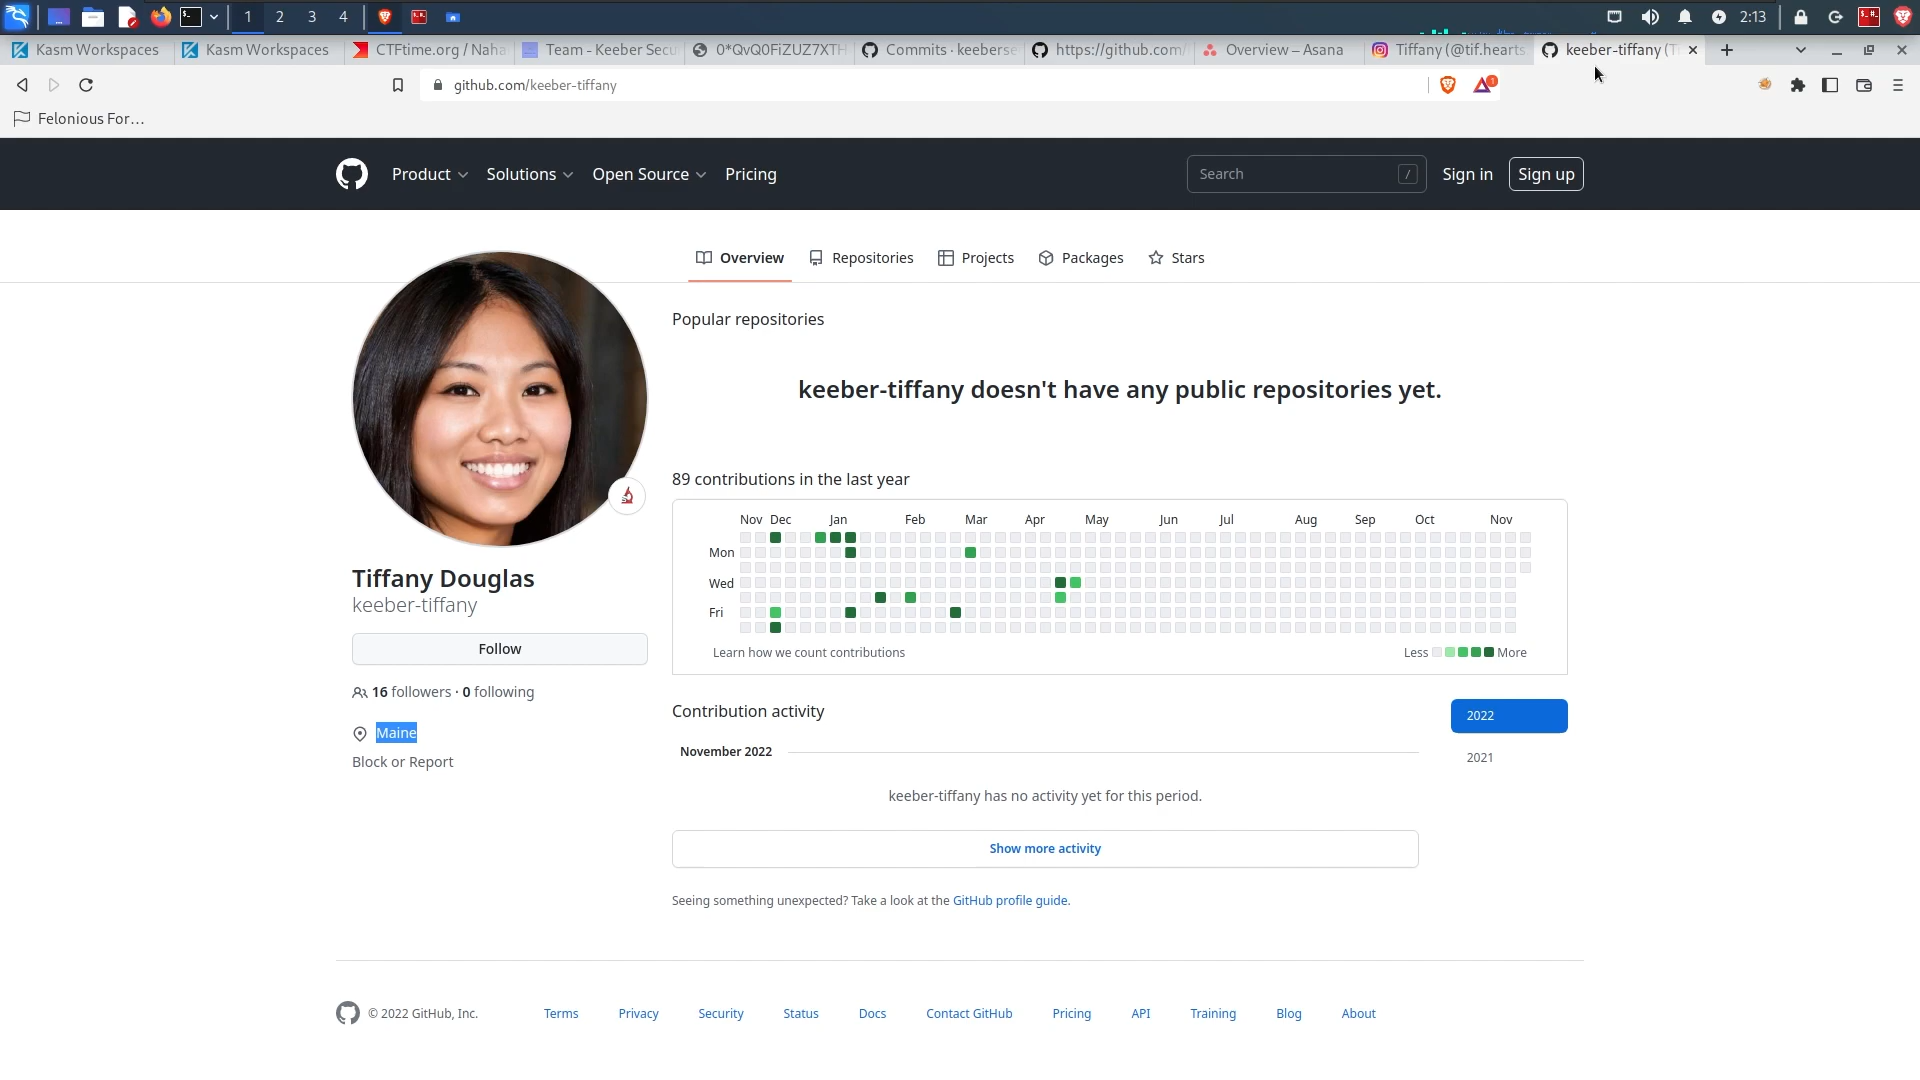 1 2 3 4 2:13
Kasm Workspaces Kasm Workspaces CTFtime.org / Naha Team - Keeber Secu 0*QvQ0FiZUZ7XTH Commits · keeberse https://github.com/ Overview – Asana Tiffany (@tif.hearts. keeber-tiffany (T
github.com/keeber-tiffany 1
Felonious For...
Product Solutions Open Source Pricing Search / Sign in Sign up
Overview Repositories Projects Packages Stars
Popular repositories
keeber-tiffany doesn't have any public repositories yet.
89 contributions in the last year
Nov Dec Jan Feb Mar Apr May Jun Jul Aug Sep Oct Nov
Mon
Wed
Fri
Learn how we count contributions Less More
Tiffany Douglas
keeber-tiffany
Follow
16 followers · 0 following
Maine
Block or Report
Contribution activity
2022
2021
November 2022
keeber-tiffany has no activity yet for this period.
Show more activity
Seeing something unexpected? Take a look at the GitHub profile guide.
© 2022 GitHub, Inc. Terms Privacy Security Status Docs Contact GitHub Pricing API Training Blog About